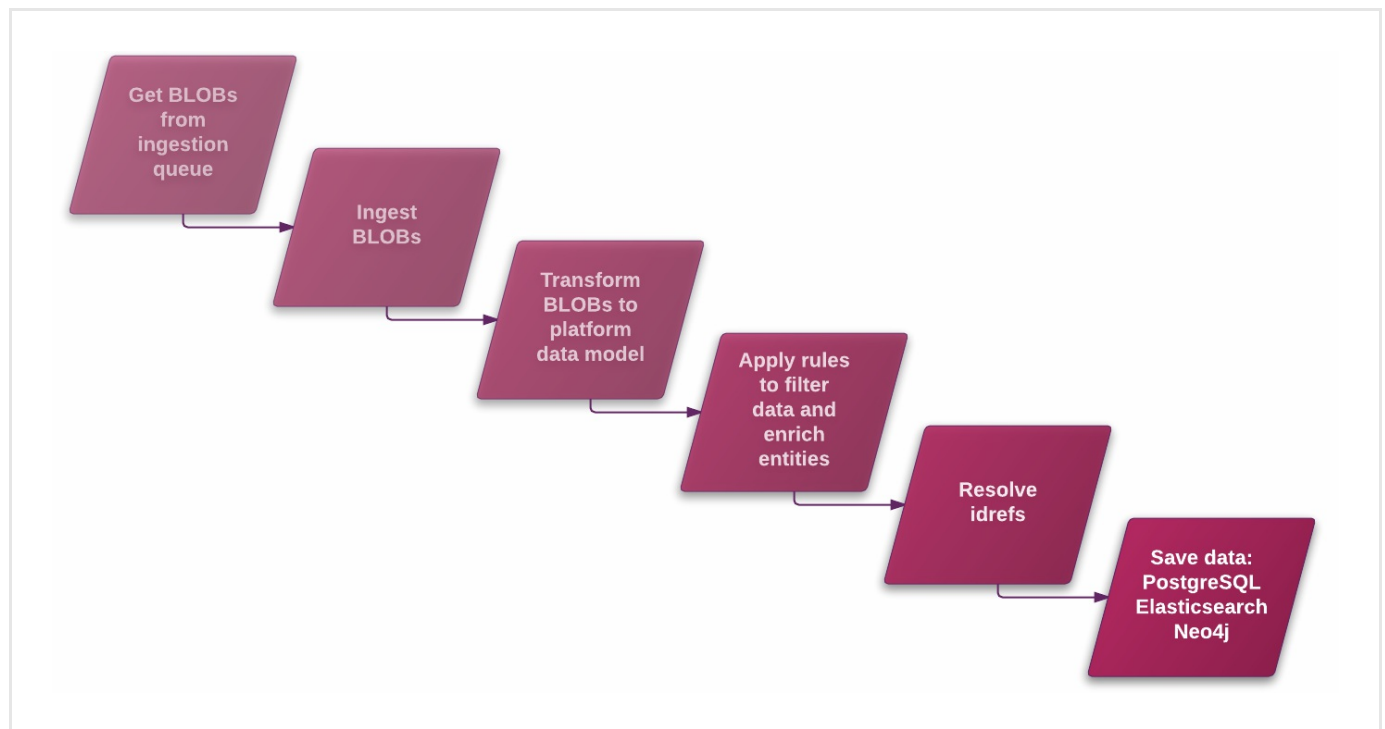 Get BLOBs
from
ingestion
queue
Ingest
BLOBs
Transform
BLOBs to
platform
data model
Apply rules
to filter
data and
enrich
entities
Resolve
idrefs
Save data:
PostgreSQL
Elasticsearch
Neo4j